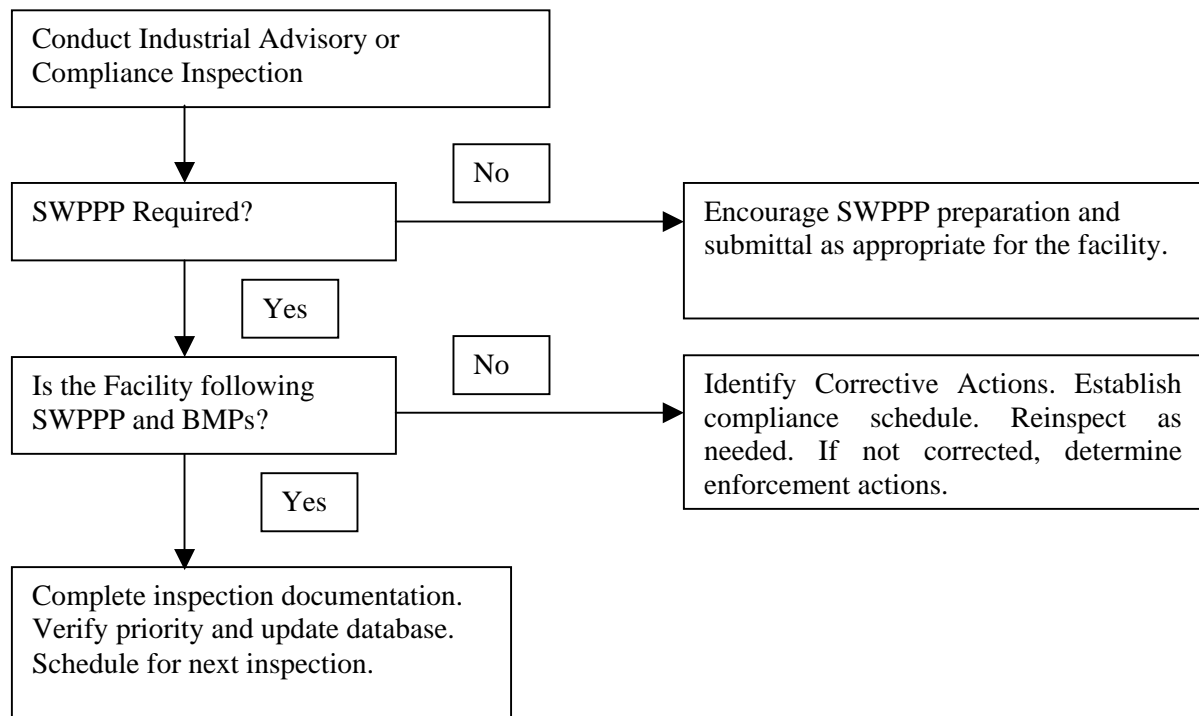 Conduct Industrial Advisory or
Compliance Inspection
No
SWPPP Required?
Encourage SWPPP preparation and
submittal as appropriate for the facility.
Yes
No
Is the Facility following
SWPPP and BMPs?
Identify Corrective Actions. Establish
compliance schedule. Reinspect as
needed. If not corrected, determine
enforcement actions.
Yes
Complete inspection documentation.
Verify priority and update database.
Schedule for next inspection.